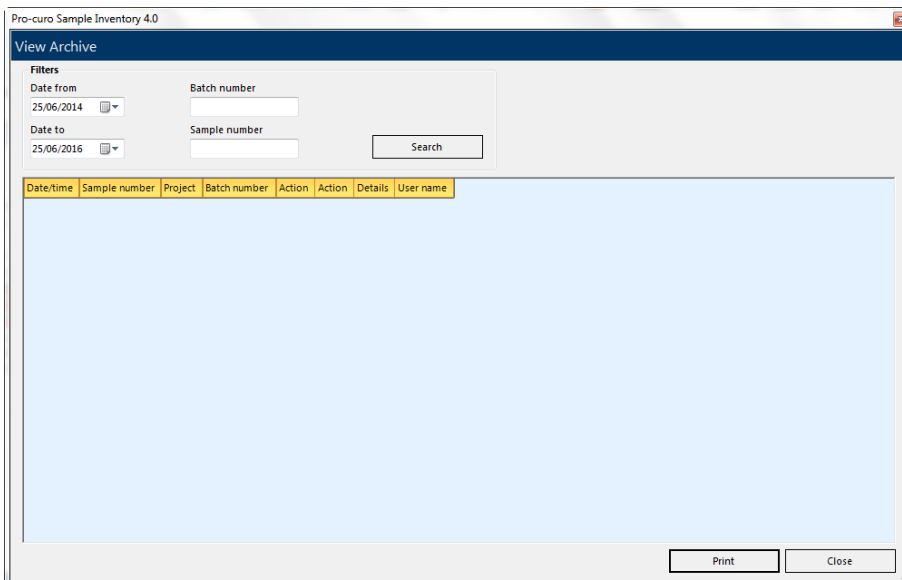 Pro-curo Sample Inventory 4.0
View Archive
Filters
Date from
Batch number
25/06/2014
Date to
Sample number
25/06/2016
Search
Date/time Sample number Project Batch number Action Action Details User name
Print
Close